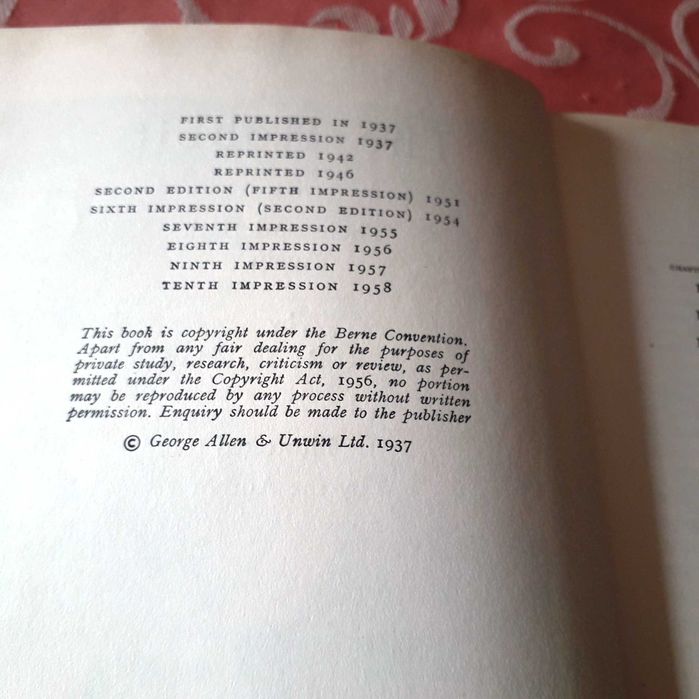 FIRST PUBLISHED IN 1937
SECOND IMPRESSION 1937
REPRINTED 1942
REPRINTED 1946
SECOND EDITION (FIFTH IMPRESSION) 1951
SIXTH IMPRESSION (SECOND EDITION) 1954
SEVENTH IMPRESSION 1955
EIGHTH IMPRESSION 1956
NINTH IMPRESSION 1957
TENTH IMPRESSION 1958
This book is copyright under the Berne Convention.
Apart from any fair dealing for the purposes of
private study, research, criticism or review, as per-
mitted under the Copyright Act, 1956, no portion
may be reproduced by any process without written
permission. Enquiry should be made to the publisher
© George Allen & Unwin Ltd. 1937